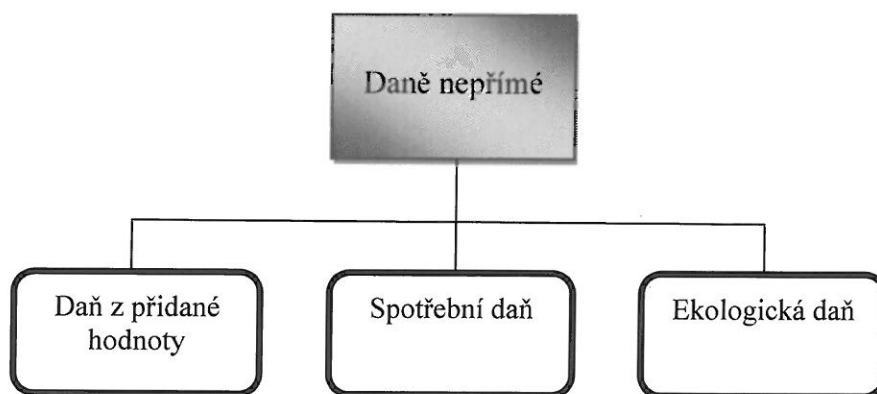 Daně nepřímé
Daň z přidané
hodnoty
Spotřební daň
Ekologická daň